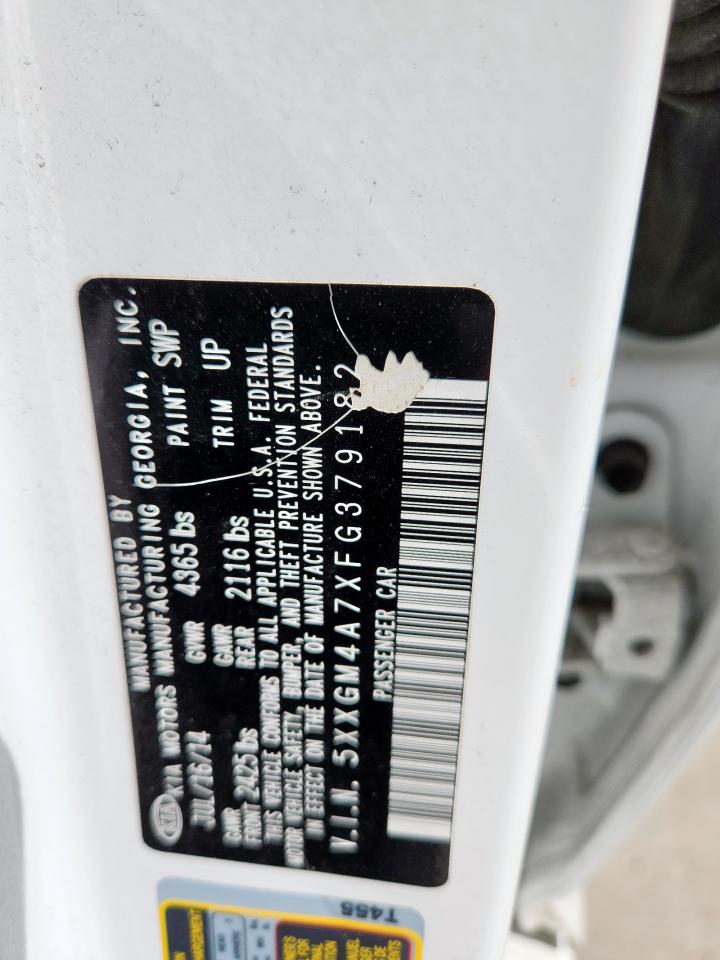 MANUFACTURED BY
KIA KIA MOTORS MANUFACTURING GEORGIA, INC.
JUL/16/14 GVWR 4365 lbs PAINT SWP
GAWR GAWR
FRONT 2425 lbs REAR 2116 lbs TRIM UP
THIS VEHICLE CONFORMS TO ALL APPLICABLE U.S.A. FEDERAL
MOTOR VEHICLE SAFETY, BUMPER, AND THEFT PREVENTION STANDARDS
IN EFFECT ON THE DATE OF MANUFACTURE SHOWN ABOVE.
V.I.N. 5XXGM4A7XFG379182
PASSENGER CAR
T455